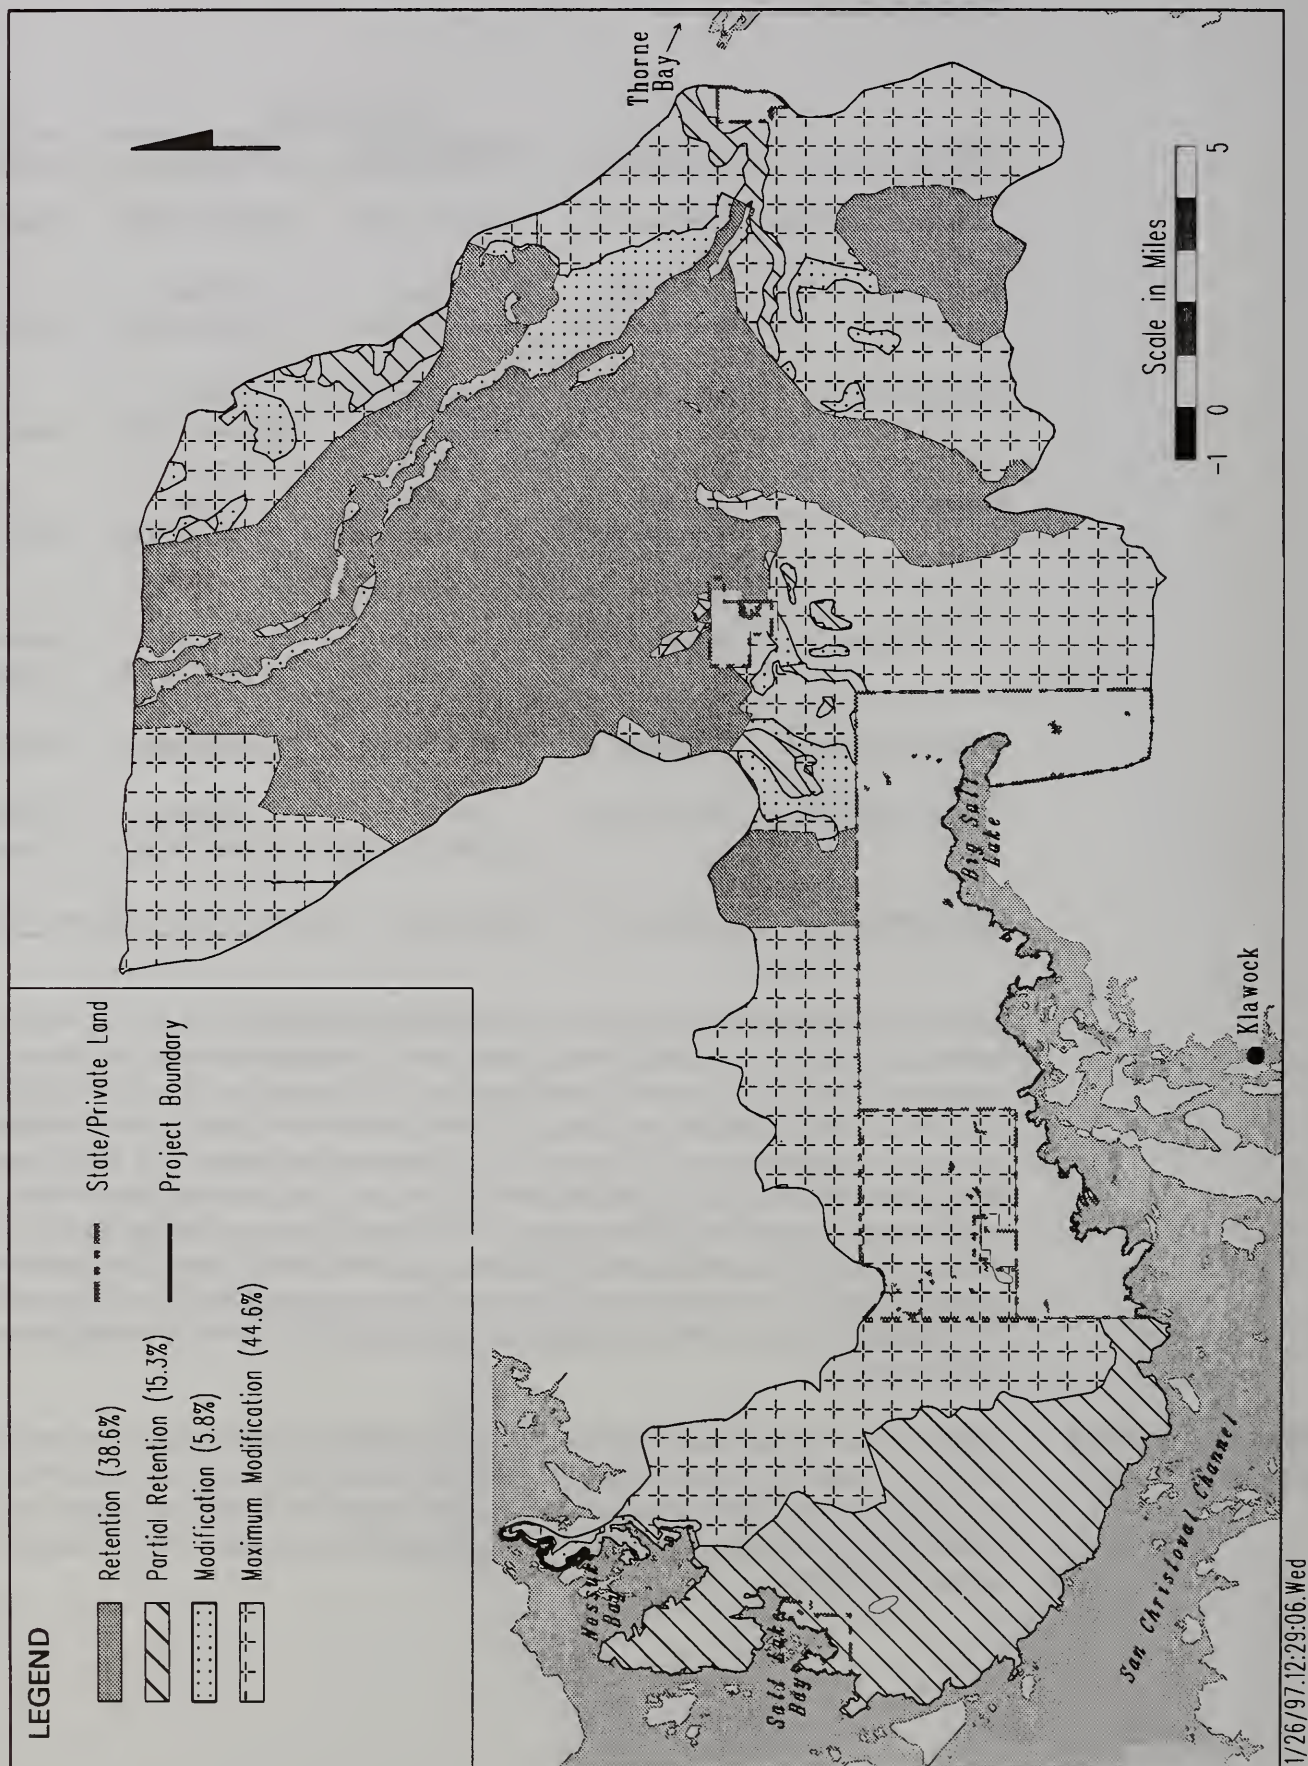 LEGEND
Retention (38.6%)
Partial Retention (15.3%)
Modification (5.8%)
Maximum Modification (44.6%)
State/Private Land
Project Boundary
Thorne
Bay
Scale in Miles
-1 0 5
Big Salt
Lake
Klawock
Bay
Salt Lake
Bay
San Christoval Channel
1/26/97.12:29:06.Wed